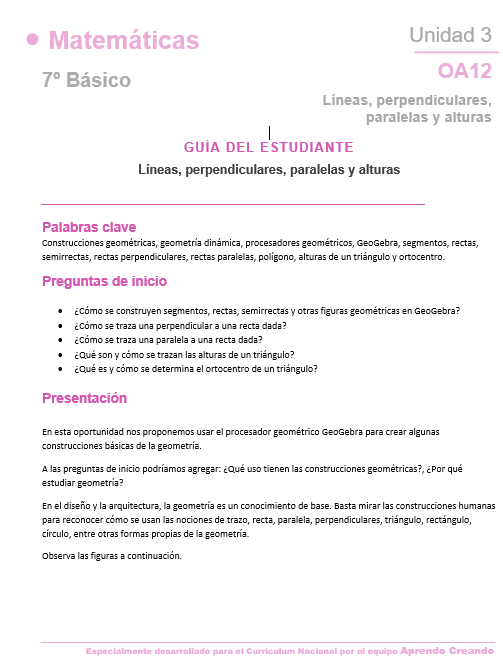 Matemáticas
7º Básico
Unidad 3
OA12
Líneas, perpendiculares,
paralelas y alturas
GUÍA DEL ESTUDIANTE
Líneas, perpendiculares, paralelas y alturas
Palabras clave
Construcciones geométricas, geometría dinámica, procesadores geométricos, GeoGebra, segmentos, rectas,
semirrectas, rectas perpendiculares, rectas paralelas, polígono, alturas de un triángulo y ortocentro.
Preguntas de inicio
• ¿Cómo se construyen segmentos, rectas, semirrectas y otras figuras geométricas en GeoGebra?
• ¿Cómo se traza una perpendicular a una recta dada?
• ¿Cómo se traza una paralela a una recta dada?
• ¿Qué son y cómo se trazan las alturas de un triángulo?
• ¿Qué es y cómo se determina el ortocentro de un triángulo?
Presentación
En esta oportunidad nos proponemos usar el procesador geométrico GeoGebra para crear algunas
construcciones básicas de la geometría.
A las preguntas de inicio podríamos agregar: ¿Qué uso tienen las construcciones geométricas?, ¿Por qué
estudiar geometría?
En el diseño y la arquitectura, la geometría es un conocimiento de base. Basta mirar las construcciones humanas
para reconocer cómo se usan las nociones de trazo, recta, paralela, perpendiculares, triángulo, rectángulo,
círculo, entre otras formas propias de la geometría.
Observa las figuras a continuación.
Especialmente desarrollado para el Currículum Nacional por el equipo Aprendo Creando